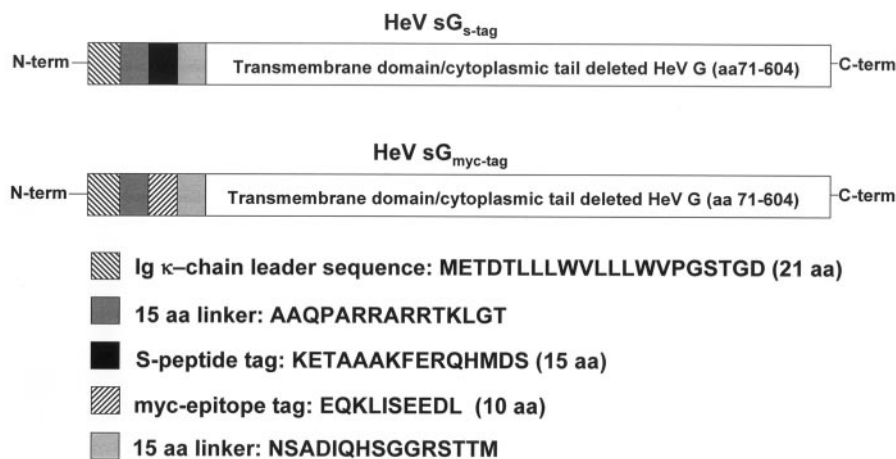 HeV sGs-tag
N-term
Transmembrane domain/cytoplasmic tail deleted HeV G (aa71-604)
C-term
HeV sGmyc-tag
N-term
Transmembrane domain/cytoplasmic tail deleted HeV G (aa 71-604)
C-term
Ig κ–chain leader sequence: METDTLLLWVLLLWVPGSTGD (21 aa)
15 aa linker: AAQPARRARRTKLGT
S-peptide tag: KETAAAKFERQHMDS (15 aa)
myc-epitope tag: EQKLISEEDL (10 aa)
15 aa linker: NSADIQHSGGRSTTM